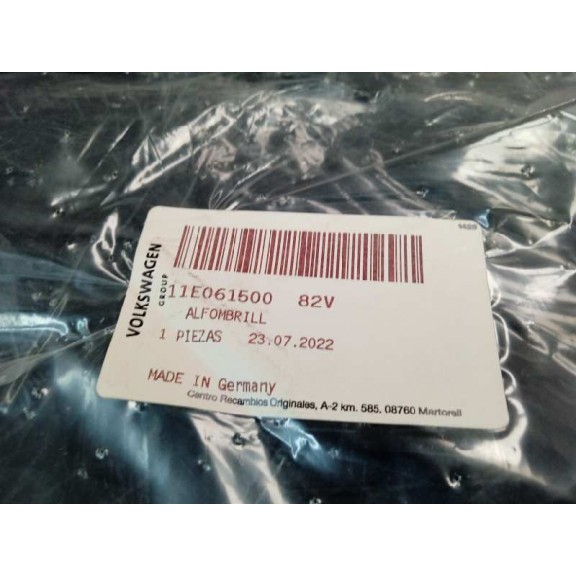 VOLKSWAGEN
GROUP
11E061500 82V
ALFOMBRILL
1 PIEZAS 23.07.2022
MADE IN Germany
Centro Recambios Originales, A-2 km. 585, 08760 Martorell